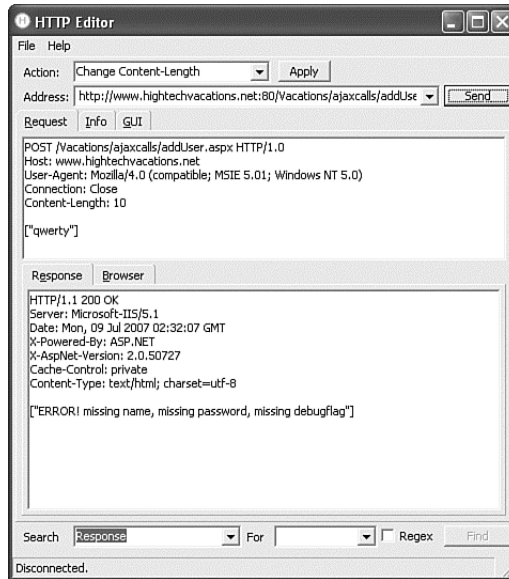 HTTP Editor
File Help
Action: Change Content-Length Apply
Address: http://www.hightechvacations.net:80/Vacations/ajaxcalls/addUse Send
Request Info GUI
POST /Vacations/ajaxcalls/addUser.aspx HTTP/1.0
Host: www.hightechvacations.net
User-Agent: Mozilla/4.0 (compatible; MSIE 5.01; Windows NT 5.0)
Connection: Close
Content-Length: 10
["qwerty"]
Response Browser
HTTP/1.1 200 OK
Server: Microsoft-IIS/5.1
Date: Mon, 09 Jul 2007 02:32:07 GMT
X-Powered-By: ASP.NET
X-AspNet-Version: 2.0.50727
Cache-Control: private
Content-Type: text/html; charset=utf-8
["ERROR! missing name, missing password, missing debugflag"]
Search Response For Regex Find
Disconnected.